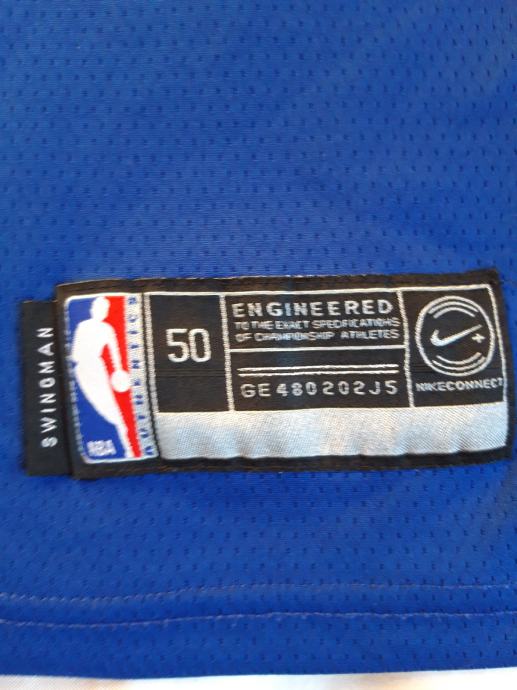 SWINGMAN
NBA
AUTHENTICS
50
ENGINEERED
TO THE EXACT SPECIFICATIONS
OF CHAMPIONSHIP ATHLETES
GE480202J5
NIKECONNECT